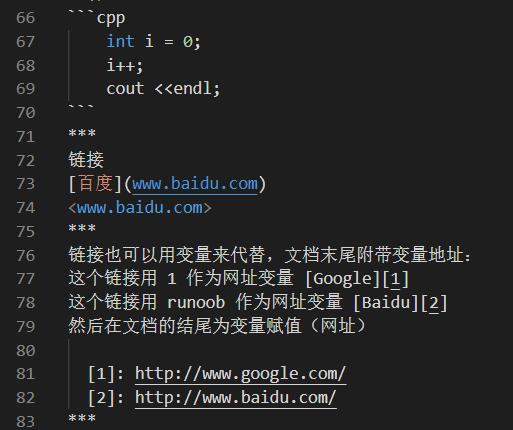 66 ```cpp
67     int i = 0;
68     i++;
69     cout <<endl;
70 ```
71 ***
72 链接
73 [百度](www.baidu.com)
74 <www.baidu.com>
75 ***
76 链接也可以用变量来代替，文档末尾附带变量地址：
77 这个链接用 1 作为网址变量 [Google][1]
78 这个链接用 runoob 作为网址变量 [Baidu][2]
79 然后在文档的结尾为变量赋值（网址）
80
81   [1]: http://www.google.com/
82   [2]: http://www.baidu.com/
83 ***